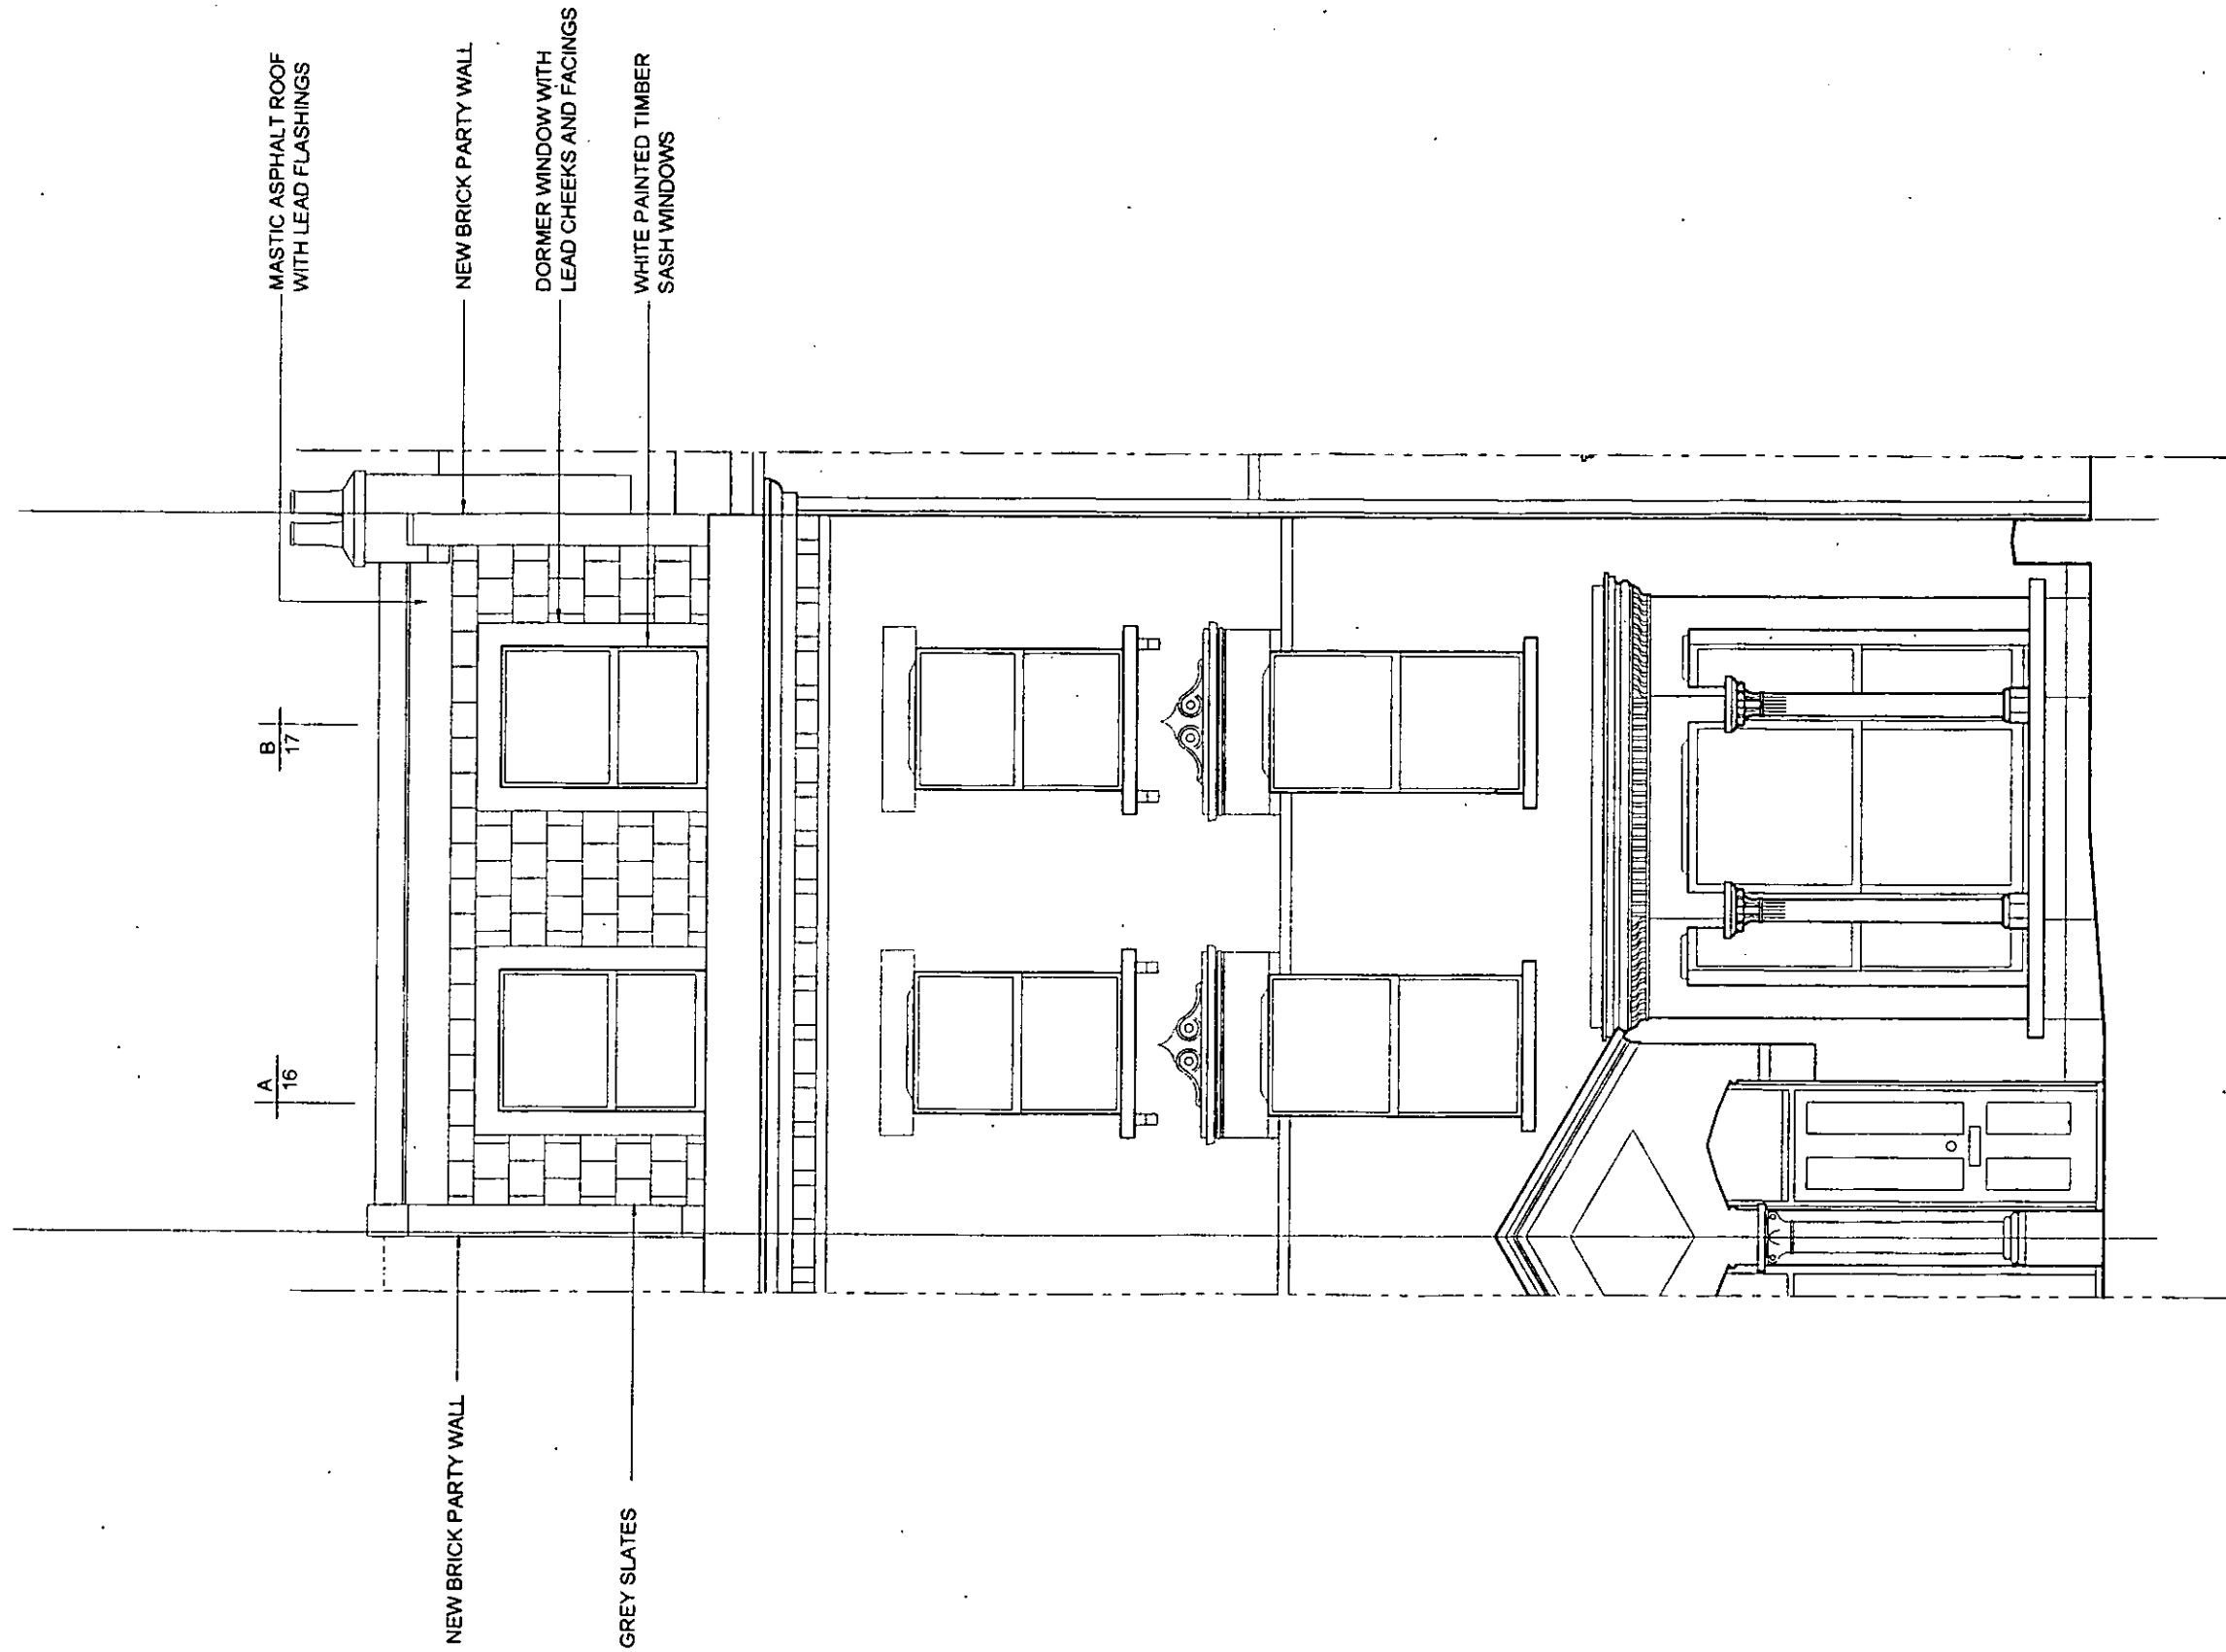 MASTIC ASPHALT ROOF
WITH LEAD FLASHINGS
NEW BRICK PARTY WALL
DORMER WINDOW WITH
LEAD CHEEKS AND FACINGS
WHITE PAINTED TIMBER
SASH WINDOWS
A
16
B
17
NEW BRICK PARTY WALL
GREY SLATES